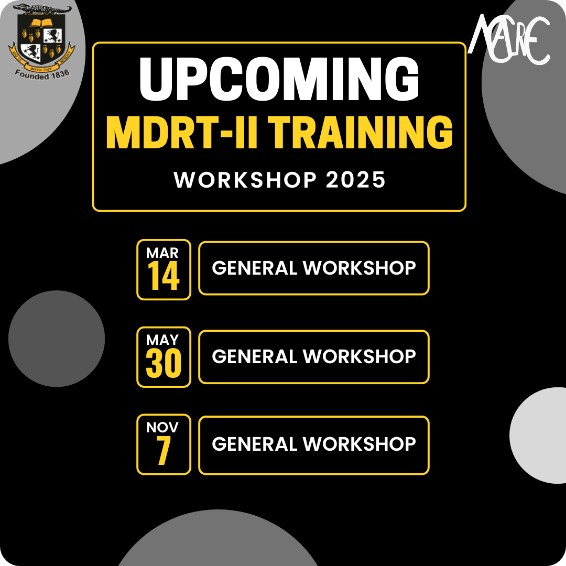 Founded 1836
UPCOMING
MDRT-II TRAINING
WORKSHOP 2025
MAR
14
GENERAL WORKSHOP
MAY
30
GENERAL WORKSHOP
NOV
7
GENERAL WORKSHOP